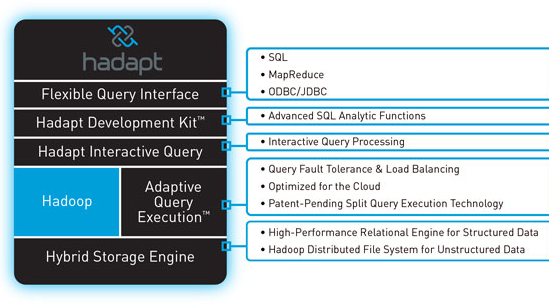 hadapt
Flexible Query Interface
• SQL
• MapReduce
• ODBC/JDBC
Hadapt Development Kit™
• Advanced SQL Analytic Functions
Hadapt Interactive Query
• Interactive Query Processing
Hadoop
Adaptive
Query
Execution™
• Query Fault Tolerance & Load Balancing
• Optimized for the Cloud
• Patent-Pending Split Query Execution Technology
Hybrid Storage Engine
• High-Performance Relational Engine for Structured Data
• Hadoop Distributed File System for Unstructured Data